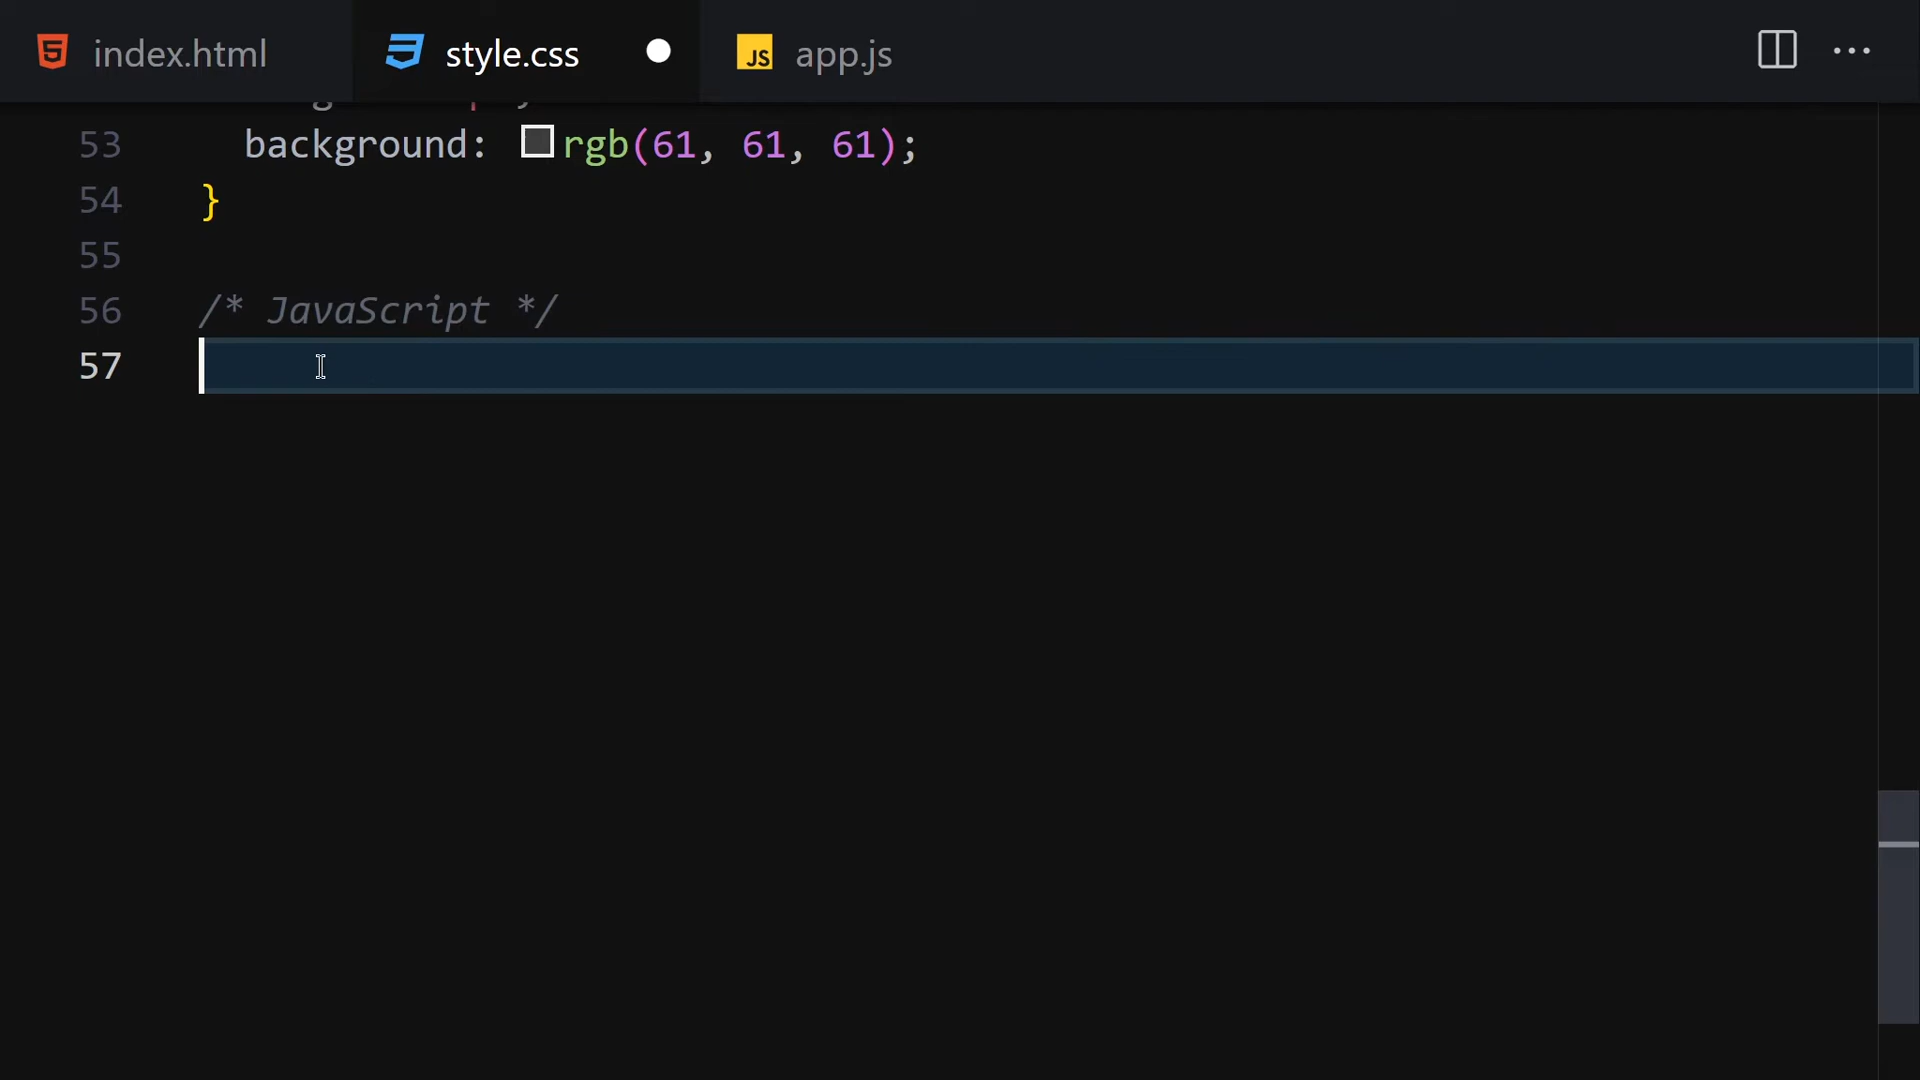 index.html style.css app.js
53 background: rgb(61, 61, 61);
54 }
55
56 /* JavaScript */
57